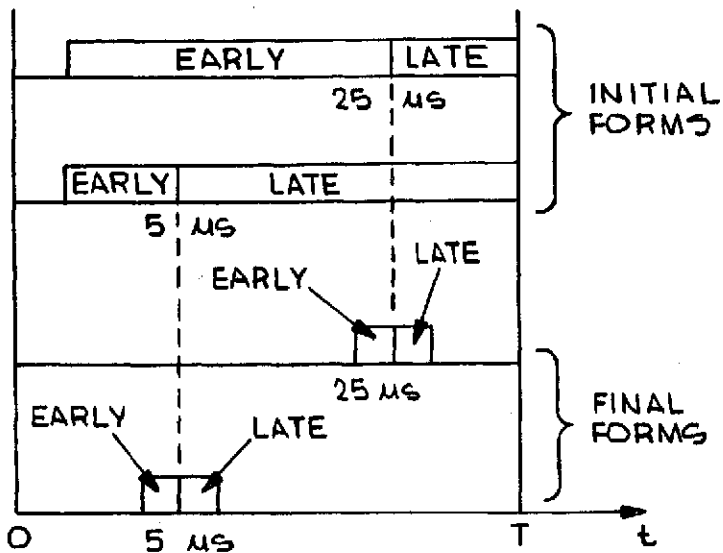 EARLY LATE
25 μs
INITIAL
FORMS
EARLY LATE
5 μs
EARLY LATE
25 μs
EARLY LATE
FINAL
FORMS
O T t
5 μs